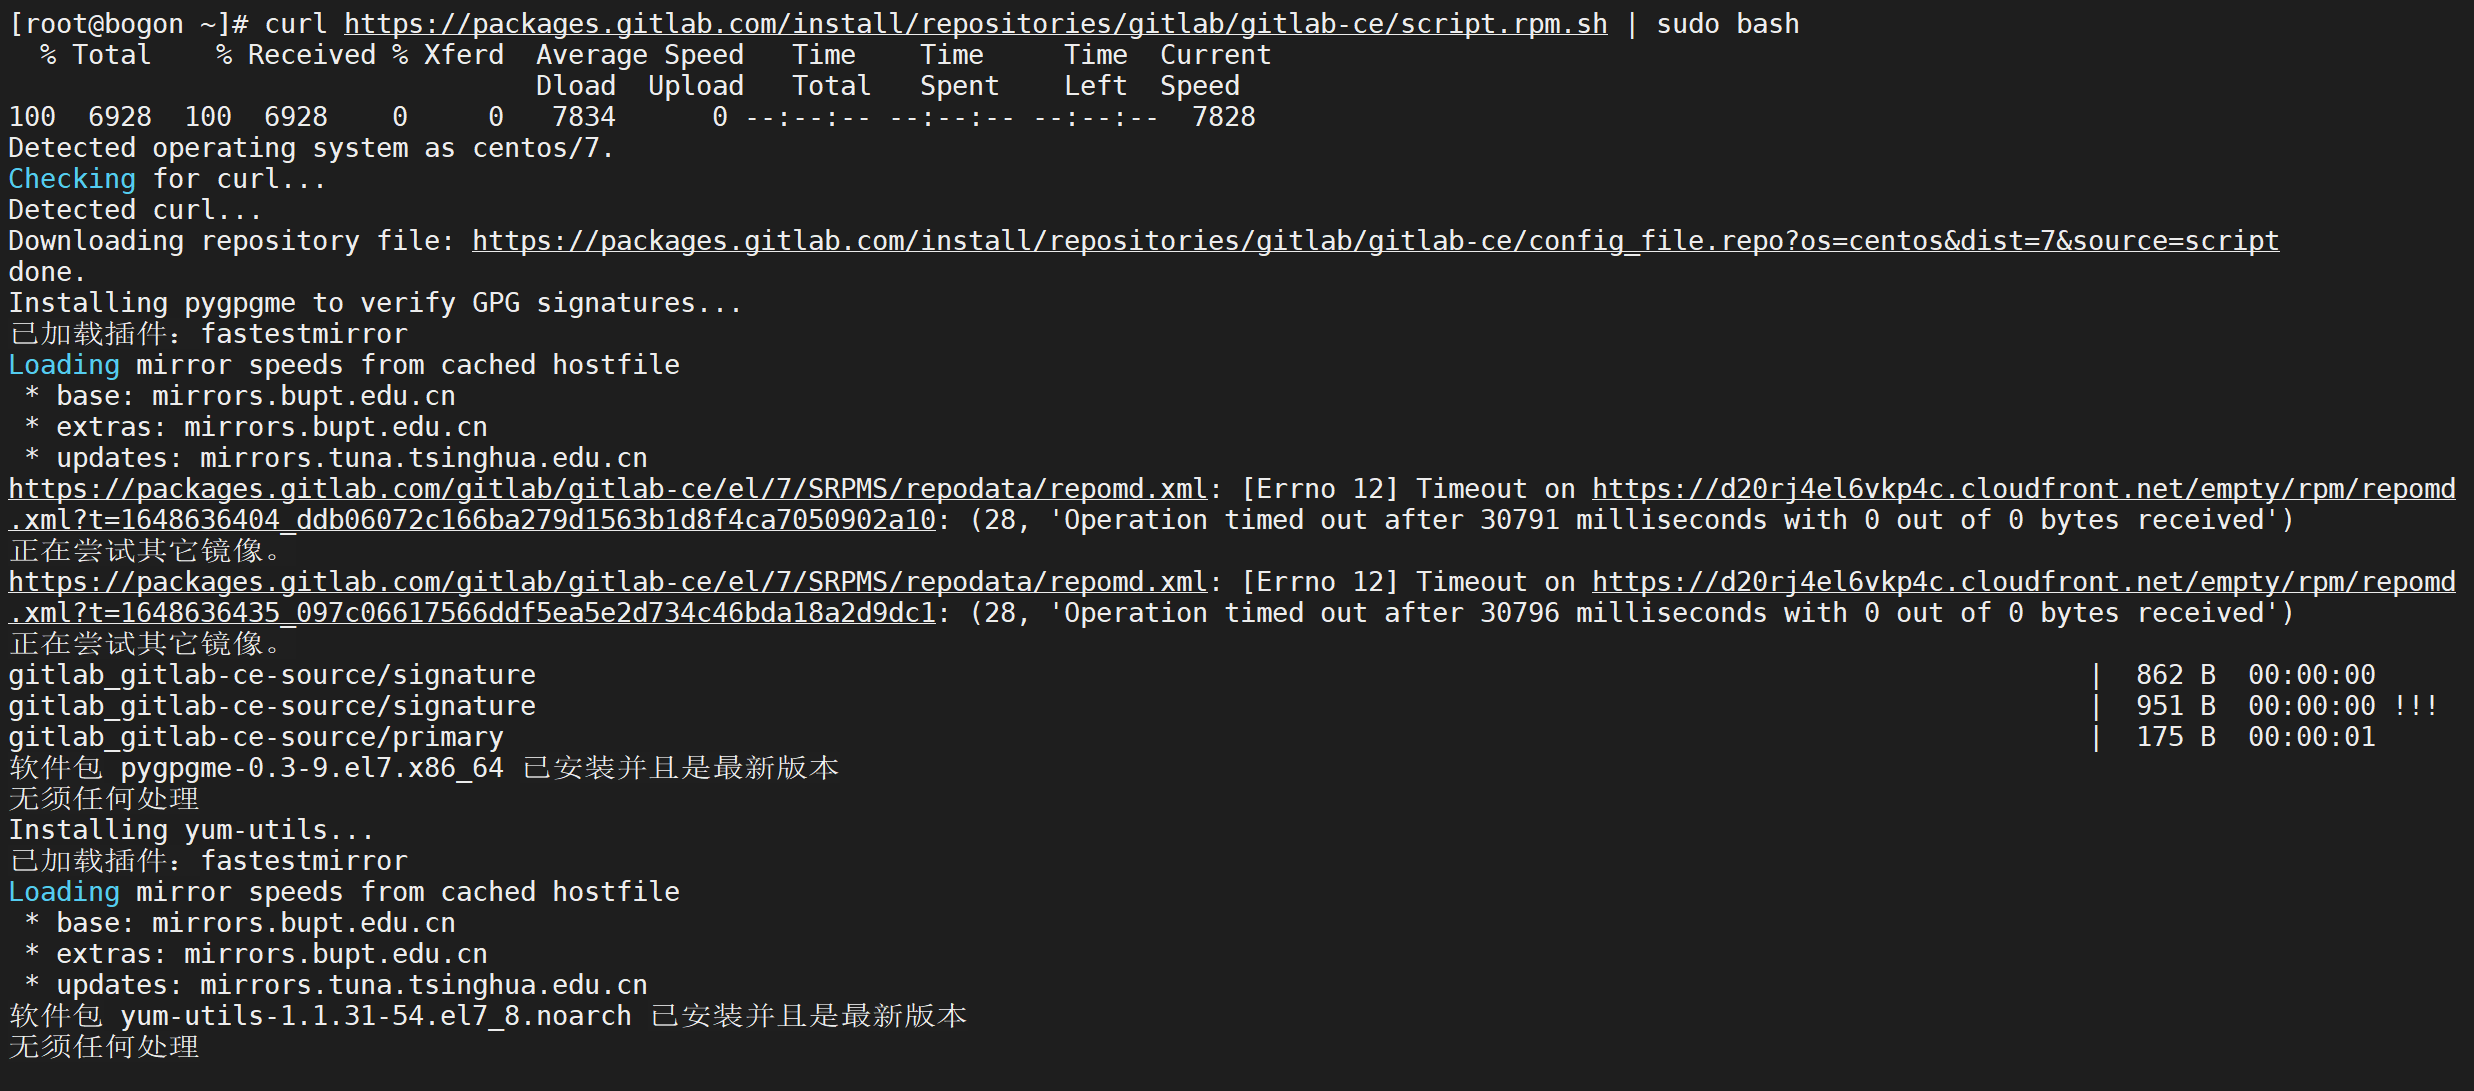 [root@bogon ~]# curl https://packages.gitlab.com/install/repositories/gitlab/gitlab-ce/script.rpm.sh | sudo bash
  % Total    % Received % Xferd  Average Speed   Time    Time     Time  Current
                                 Dload  Upload   Total   Spent    Left  Speed
100  6928  100  6928    0     0   7834      0 --:--:-- --:--:-- --:--:--  7828
Detected operating system as centos/7.
Checking for curl...
Detected curl...
Downloading repository file: https://packages.gitlab.com/install/repositories/gitlab/gitlab-ce/config_file.repo?os=centos&dist=7&source=script
done.
Installing pygpgme to verify GPG signatures...
已加载插件：fastestmirror
Loading mirror speeds from cached hostfile
 * base: mirrors.bupt.edu.cn
 * extras: mirrors.bupt.edu.cn
 * updates: mirrors.tuna.tsinghua.edu.cn
https://packages.gitlab.com/gitlab/gitlab-ce/el/7/SRPMS/repodata/repomd.xml: [Errno 12] Timeout on https://d20rj4el6vkp4c.cloudfront.net/empty/rpm/repomd
.xml?t=1648636404_ddb06072c166ba279d1563b1d8f4ca7050902a10: (28, 'Operation timed out after 30791 milliseconds with 0 out of 0 bytes received')
正在尝试其它镜像。
https://packages.gitlab.com/gitlab/gitlab-ce/el/7/SRPMS/repodata/repomd.xml: [Errno 12] Timeout on https://d20rj4el6vkp4c.cloudfront.net/empty/rpm/repomd
.xml?t=1648636435_097c06617566ddf5ea5e2d734c46bda18a2d9dc1: (28, 'Operation timed out after 30796 milliseconds with 0 out of 0 bytes received')
正在尝试其它镜像。
gitlab_gitlab-ce-source/signature | 862 B  00:00:00
gitlab_gitlab-ce-source/signature | 951 B  00:00:00 !!!
gitlab_gitlab-ce-source/primary | 175 B  00:00:01
软件包 pygpgme-0.3-9.el7.x86_64 已安装并且是最新版本
无须任何处理
Installing yum-utils...
已加载插件：fastestmirror
Loading mirror speeds from cached hostfile
 * base: mirrors.bupt.edu.cn
 * extras: mirrors.bupt.edu.cn
 * updates: mirrors.tuna.tsinghua.edu.cn
软件包 yum-utils-1.1.31-54.el7_8.noarch 已安装并且是最新版本
无须任何处理